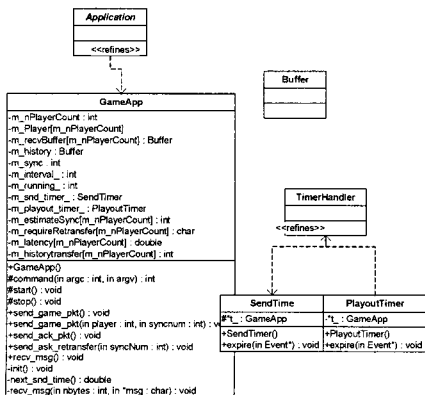 Application
<<refines>>
GameApp
-m_nPlayerCount : int
-m_Player[m_nPlayerCount]
-m_recvBuffer[m_nPlayerCount] : Buffer
-m_history : Buffer
-m_sync : int
-m_interval_ : int
-m_running_ : int
-m_snd_timer_ : SendTimer
-m_playout_timer_ : PlayoutTimer
-m_estimateSync[m_nPlayerCount] : int
-m_requireRetransfer[m_nPlayerCount] : char
-m_latency[m_nPlayerCount] : double
-m_historytransfer[m_nPlayerCount] : int
+GameApp()
#command(in argc : int, in argv) : int
#start() : void
#stop() : void
+send_game_pkt() : void
+send_game_pkt(in player : int, in syncnum : int) : vo
+send_ack_pkt() : void
+send_ask_retransfer(in syncNum : int) : void
+recv_msg() : void
-init() : void
-next_snd_time() : double
-recv_msg(in nbytes : int, in *msg : char) : void
Buffer
TimerHandler
<<refines>>
SendTime
#*t_ : GameApp
+SendTimer()
+expire(in Event*) : void
PlayoutTimer
-*t_ : GameApp
+PlayoutTimer()
+expire(in Event*) : void